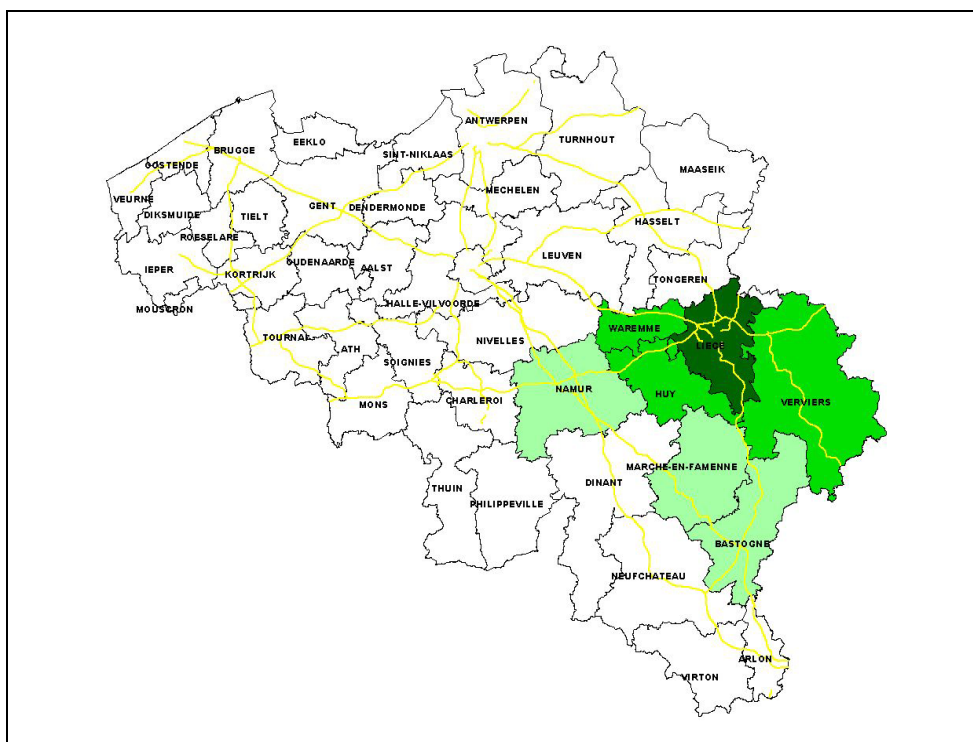 ANTWERPEN
TURNHOUT
EEKLO
BRUGGE
SINT-NIKLAAS
OOSTENDE
MAASEIK
MECHELEN
VEURNE
DIKSMUIDE
TIELT
GENT
DENDERMONDE
HASSELT
ROESELARE
LEUVEN
IEPER
KORTRIJK
OUDENAARDE
AALST
TONGEREN
HALLE-VILVOORDE
MOUSCRON
WAREMME
TOURNAI
ATH
NIVELLES
LIEGE
SOIGNIES
NAMUR
HUY
MONS
CHARLEROI
VERVIERS
MARCHE-EN-FAMENNE
DINANT
THUIN
PHILIPPEVILLE
BASTOGNE
NEUFCHATEAU
ARLON
VIRTON